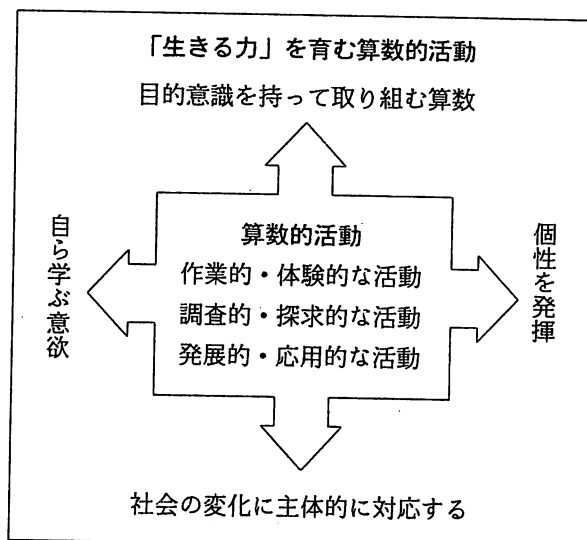 「生きる力」を育む算数的活動
目的意識を持って取り組む算数
自ら学ぶ意欲
算数的活動
作業的・体験的な活動
調査的・探求的な活動
発展的・応用的な活動
個性を発揮
社会の変化に主体的に対応する